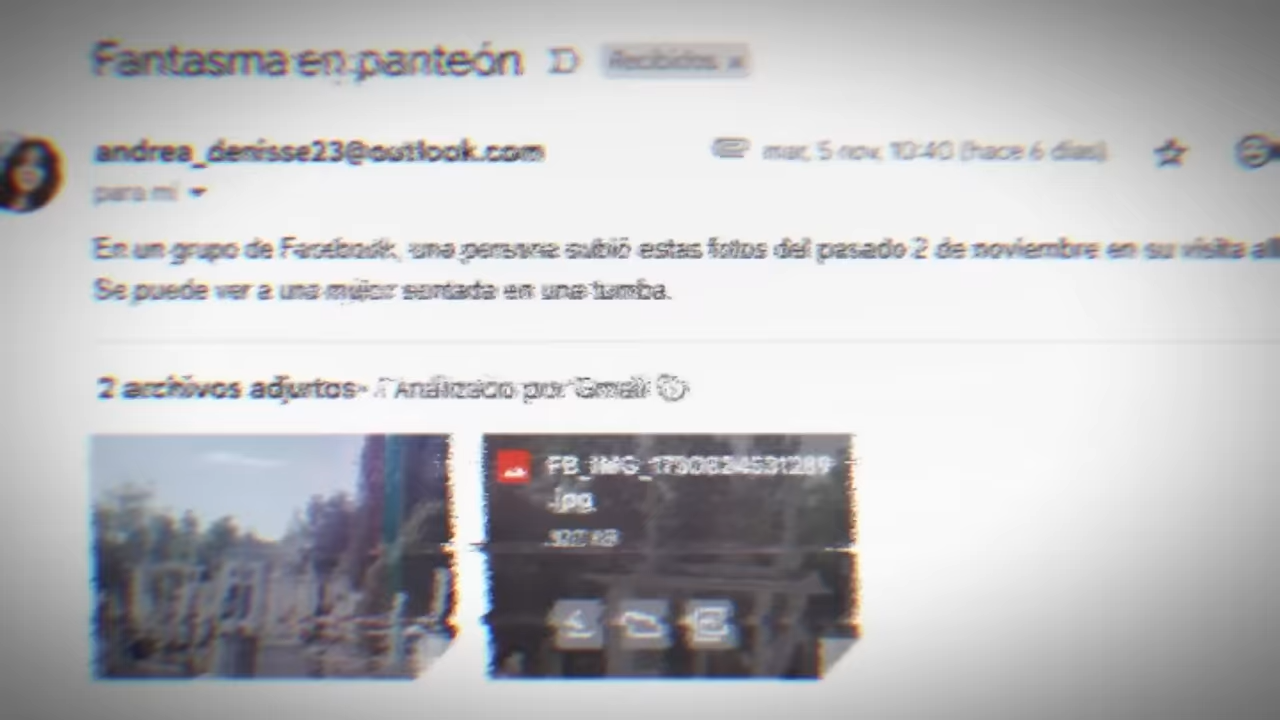 Fantasma en panteón
Recibidos x
andrea_denisse23@outlook.com
mar, 5 nov, 10:40 (hace 6 días)
para mí
En un grupo de Facebook, una persona subió estas fotos del pasado 2 de noviembre en su visita
Se puede ver a una mujer sentada en una tumba.
2 archivos adjuntos • Analizado por Gmail
FB_IMG_1730824531289
.jpg